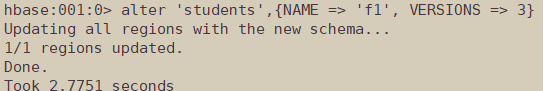 hbase:001:0> alter 'students',{NAME => 'f1', VERSIONS => 3}
Updating all regions with the new schema...
1/1 regions updated.
Done.
Took 2.7751 seconds